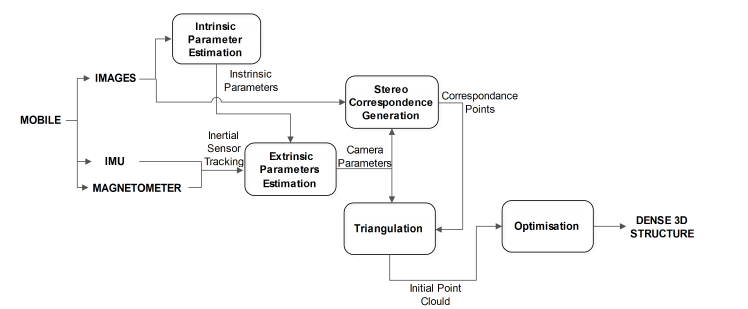 Intrinsic
Parameter
Estimation
IMAGES
Instrinsic
Parameters
Stereo
Correspondence
Generation
Correspondance
Points
MOBILE
Inertial
Sensor
Tracking
IMU
MAGNETOMETER
Extrinsic
Parameters
Estimation
Camera
Parameters
Triangulation
Optimisation
DENSE 3D
STRUCTURE
Initial Point
Clould